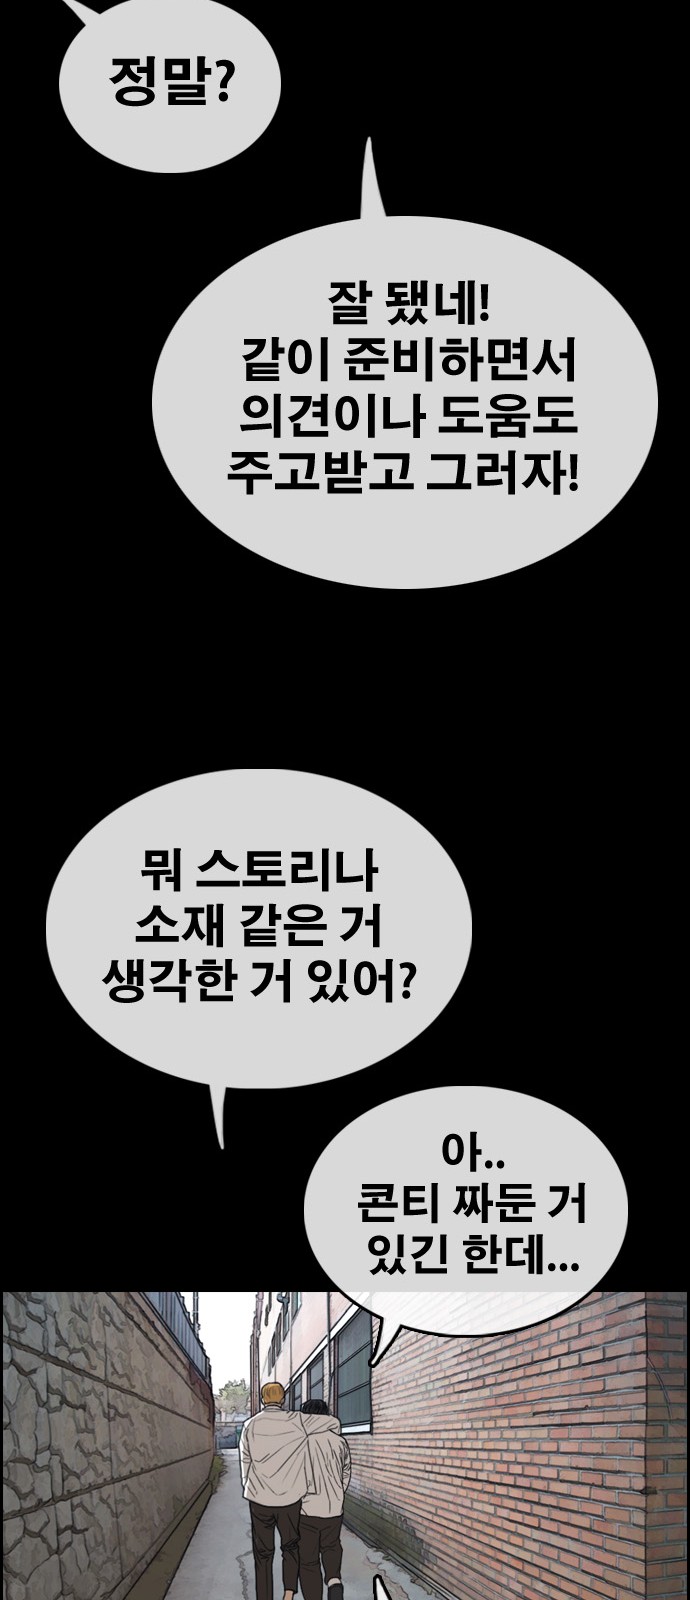 정말?
잘 됐네!
같이 준비하면서
의견이나 도움도
주고받고 그러자!
뭐 스토리나
소재 같은 거
생각한 거 있어?
아..
콘티 짜둔 거
있긴 한데...